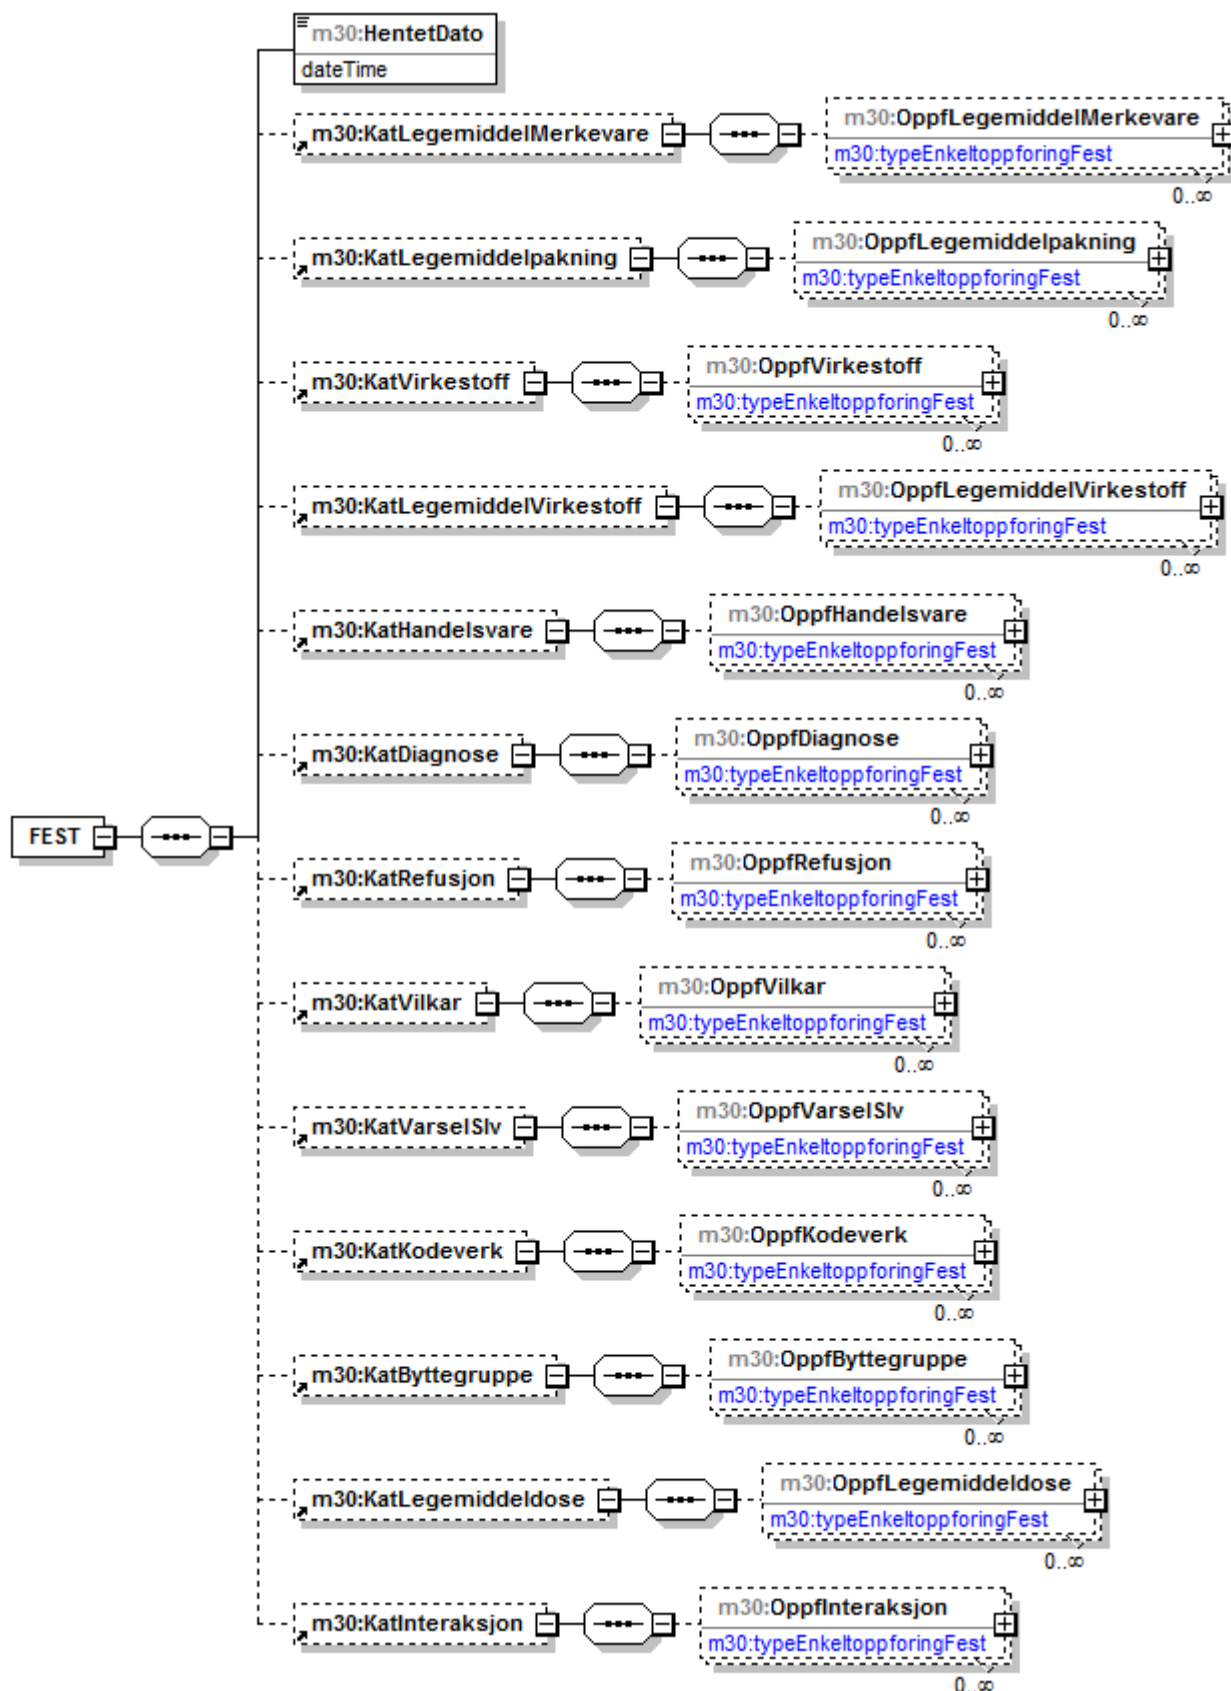 m30:HentetDato
dateTime
m30:KatLegemiddelMerkevare
m30:OppfLegemiddelMerkevare
m30:typeEnkeltoppforingFest
0..∞
m30:KatLegemiddelpakning
m30:OppfLegemiddelpakning
m30:typeEnkeltoppforingFest
0..∞
m30:KatVirkestoff
m30:OppfVirkestoff
m30:typeEnkeltoppforingFest
0..∞
m30:KatLegemiddelVirkestoff
m30:OppfLegemiddelVirkestoff
m30:typeEnkeltoppforingFest
0..∞
m30:KatHandelsvare
m30:OppfHandelsvare
m30:typeEnkeltoppforingFest
0..∞
m30:KatDiagnose
m30:OppfDiagnose
m30:typeEnkeltoppforingFest
0..∞
FEST
m30:KatRefusjon
m30:OppfRefusjon
m30:typeEnkeltoppforingFest
0..∞
m30:KatVilkar
m30:OppfVilkar
m30:typeEnkeltoppforingFest
0..∞
m30:KatVarselSlv
m30:OppfVarselSlv
m30:typeEnkeltoppforingFest
0..∞
m30:KatKodeverk
m30:OppfKodeverk
m30:typeEnkeltoppforingFest
0..∞
m30:KatByttegruppe
m30:OppfByttegruppe
m30:typeEnkeltoppforingFest
0..∞
m30:KatLegemiddeldose
m30:OppfLegemiddeldose
m30:typeEnkeltoppforingFest
0..∞
m30:KatInteraksjon
m30:OppfInteraksjon
m30:typeEnkeltoppforingFest
0..∞